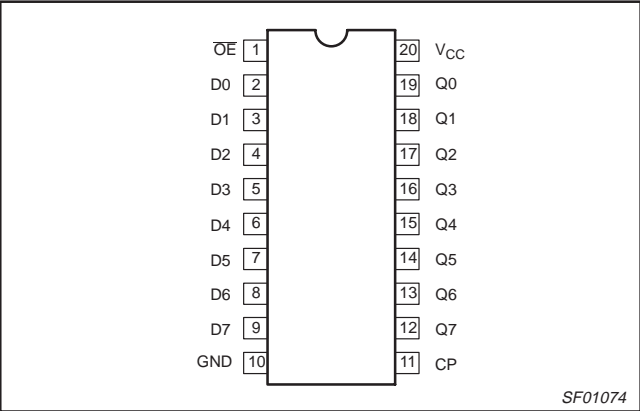 OE 1 20 VCC
D0 2 19 Q0
D1 3 18 Q1
D2 4 17 Q2
D3 5 16 Q3
D4 6 15 Q4
D5 7 14 Q5
D6 8 13 Q6
D7 9 12 Q7
GND 10 11 CP
SF01074